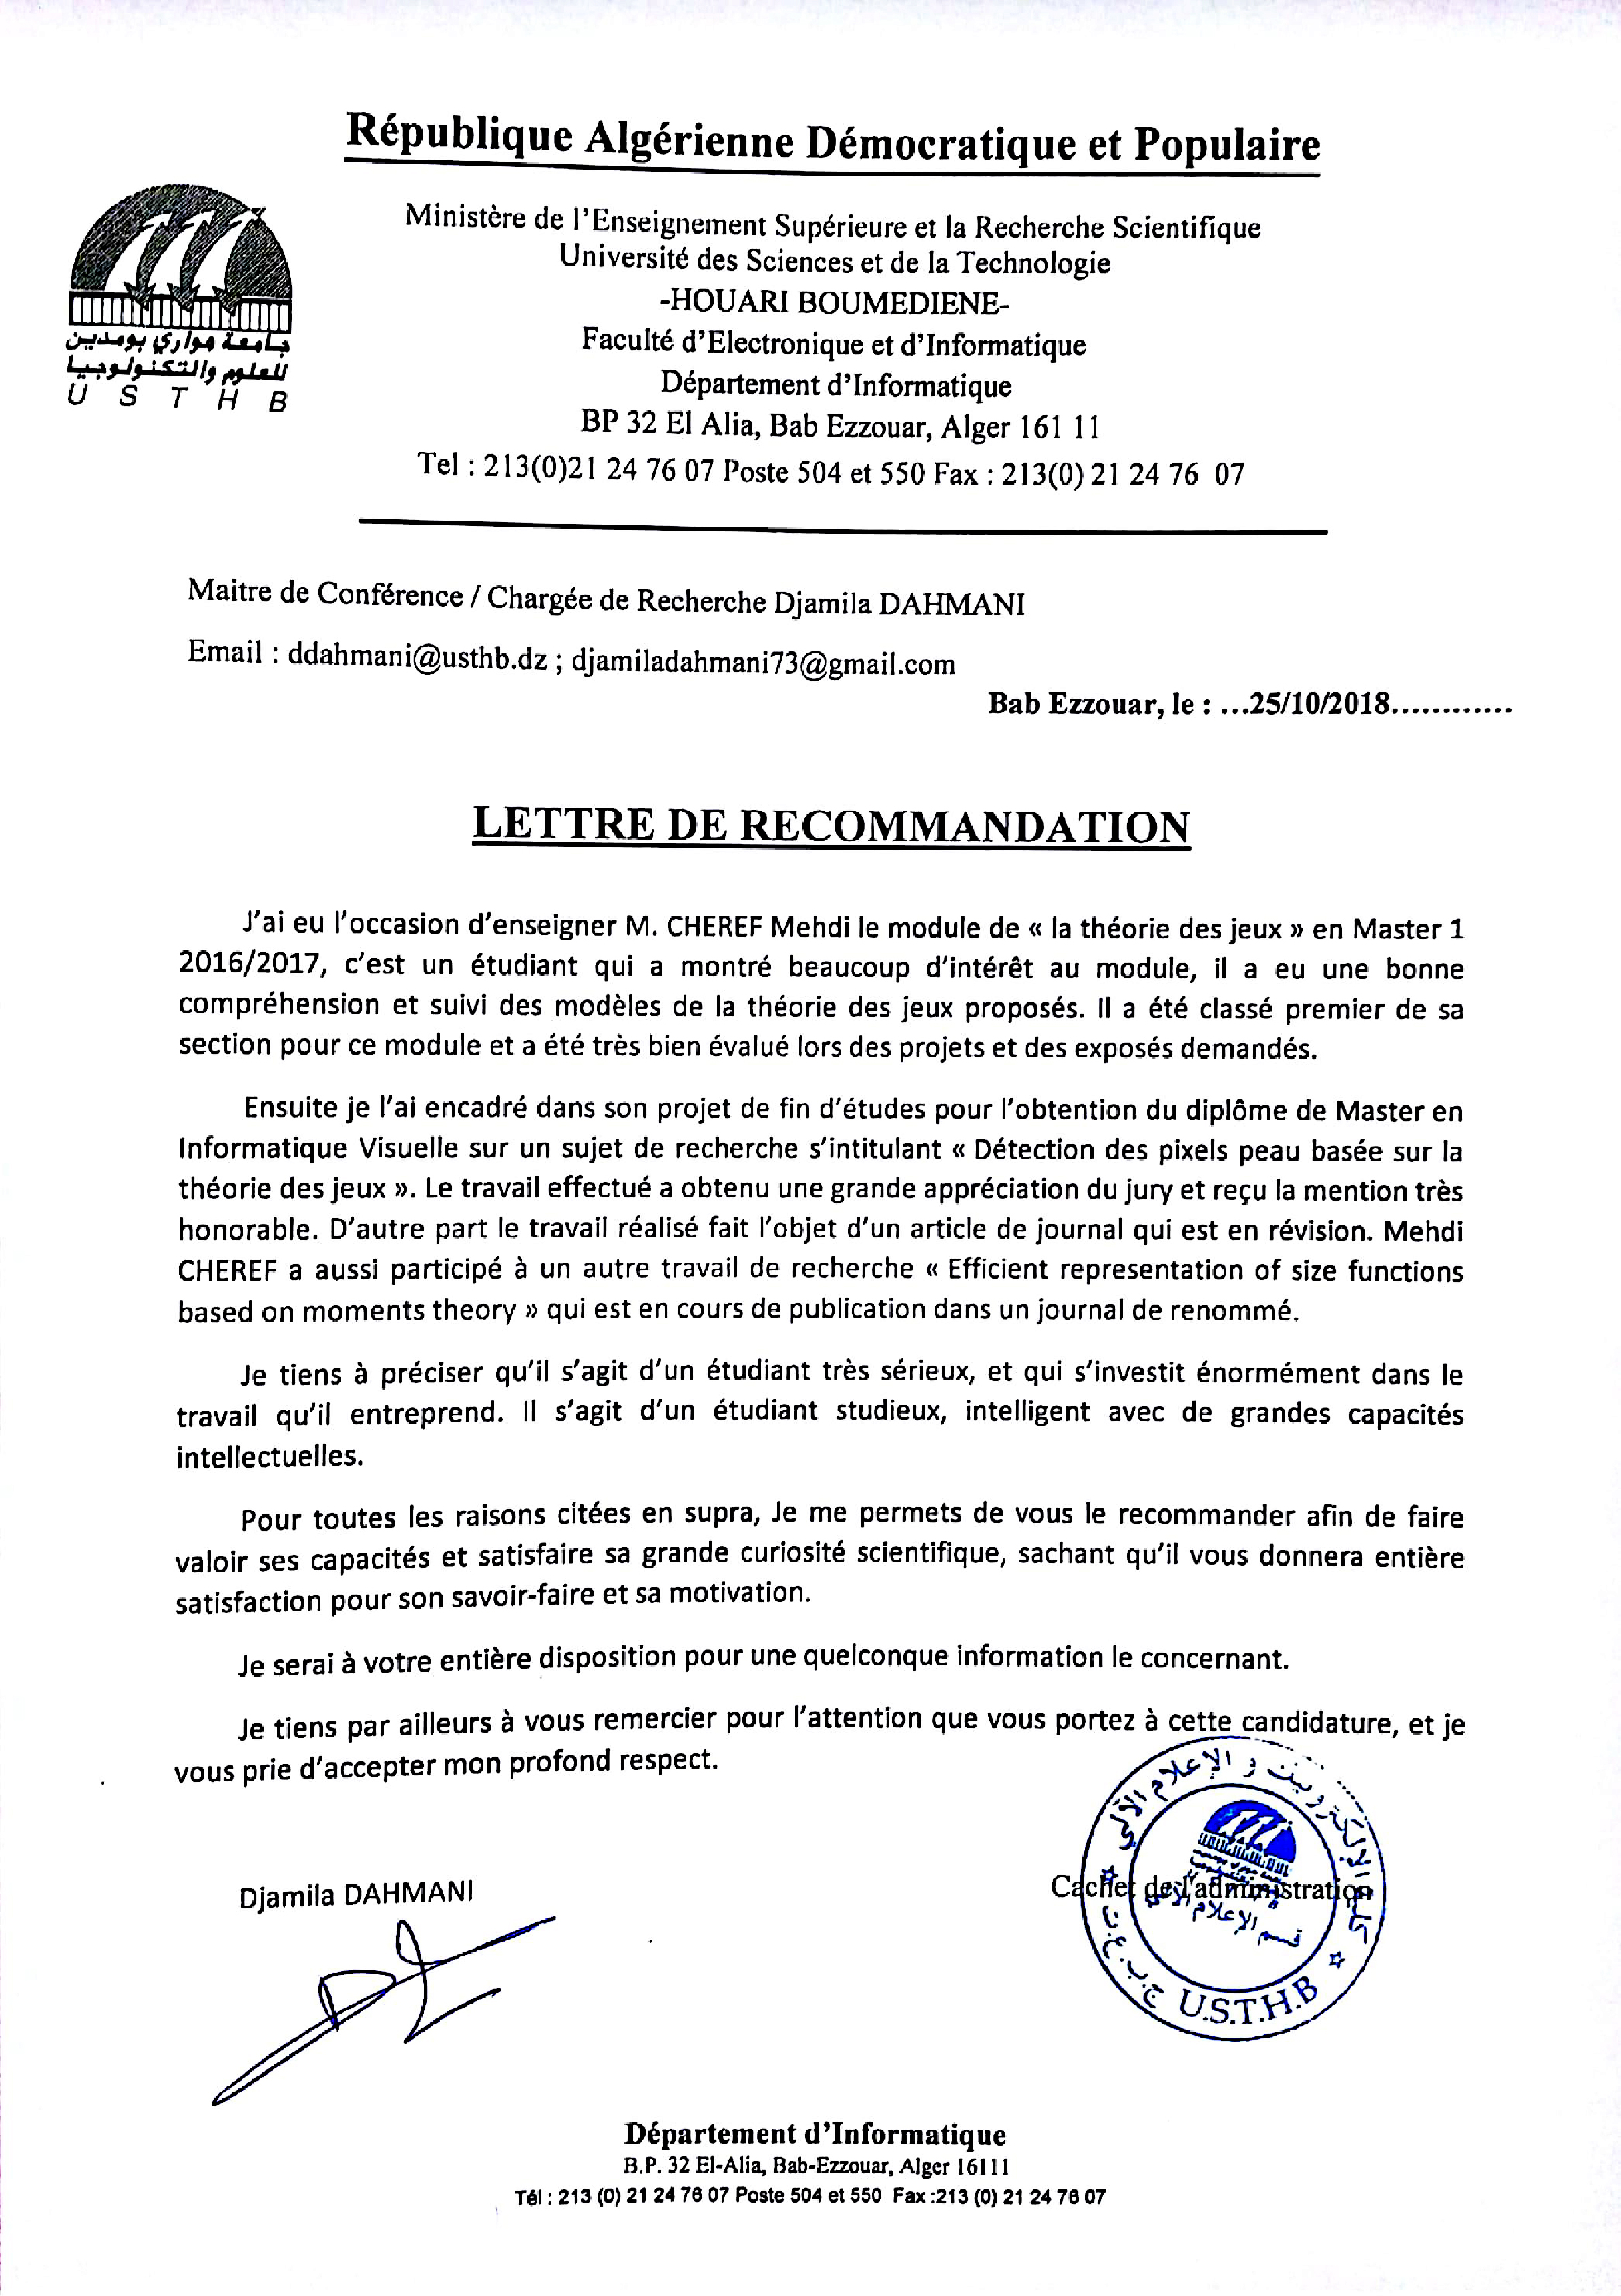 République Algérienne Démocratique et Populaire
Ministère de l'Enseignement Supérieure et la Recherche Scientifique
Université des Sciences et de la Technologie
-HOUARI BOUMEDIENE-
Faculté d'Electronique et d'Informatique
Département d'Informatique
BP 32 El Alia, Bab Ezzouar, Alger 161 11
Tel : 213(0)21 24 76 07 Poste 504 et 550 Fax : 213(0) 21 24 76 07
جامعة هواري بومدين
للعلوم والتكنولوجيا
U S T H B
Maitre de Conférence / Chargée de Recherche Djamila DAHMANI
Email : ddahmani@usthb.dz ; djamiladahmani73@gmail.com
Bab Ezzouar, le : ...25/10/2018............
LETTRE DE RECOMMANDATION
J'ai eu l'occasion d'enseigner M. CHEREF Mehdi le module de « la théorie des jeux » en Master 1
2016/2017, c'est un étudiant qui a montré beaucoup d'intérêt au module, il a eu une bonne
compréhension et suivi des modèles de la théorie des jeux proposés. Il a été classé premier de sa
section pour ce module et a été très bien évalué lors des projets et des exposés demandés.
Ensuite je l'ai encadré dans son projet de fin d'études pour l'obtention du diplôme de Master en
Informatique Visuelle sur un sujet de recherche s'intitulant « Détection des pixels peau basée sur la
théorie des jeux ». Le travail effectué a obtenu une grande appréciation du jury et reçu la mention très
honorable. D'autre part le travail réalisé fait l'objet d'un article de journal qui est en révision. Mehdi
CHEREF a aussi participé à un autre travail de recherche « Efficient representation of size functions
based on moments theory » qui est en cours de publication dans un journal de renommé.
Je tiens à préciser qu'il s'agit d'un étudiant très sérieux, et qui s'investit énormément dans le
travail qu'il entreprend. Il s'agit d'un étudiant studieux, intelligent avec de grandes capacités
intellectuelles.
Pour toutes les raisons citées en supra, Je me permets de vous le recommander afin de faire
valoir ses capacités et satisfaire sa grande curiosité scientifique, sachant qu'il vous donnera entière
satisfaction pour son savoir-faire et sa motivation.
Je serai à votre entière disposition pour une quelconque information le concernant.
Je tiens par ailleurs à vous remercier pour l'attention que vous portez à cette candidature, et je
vous prie d'accepter mon profond respect.
Djamila DAHMANI
Cachet de l'administration
كلية الإلكترونيك و الإعلام الآلي
قسم الإعلام الآلي
ج.ب.ع.ت
U.S.T.H.B
Département d'Informatique
B.P. 32 El-Alia, Bab-Ezzouar, Alger 16111
Tél : 213 (0) 21 24 76 07 Poste 504 et 550 Fax :213 (0) 21 24 76 07